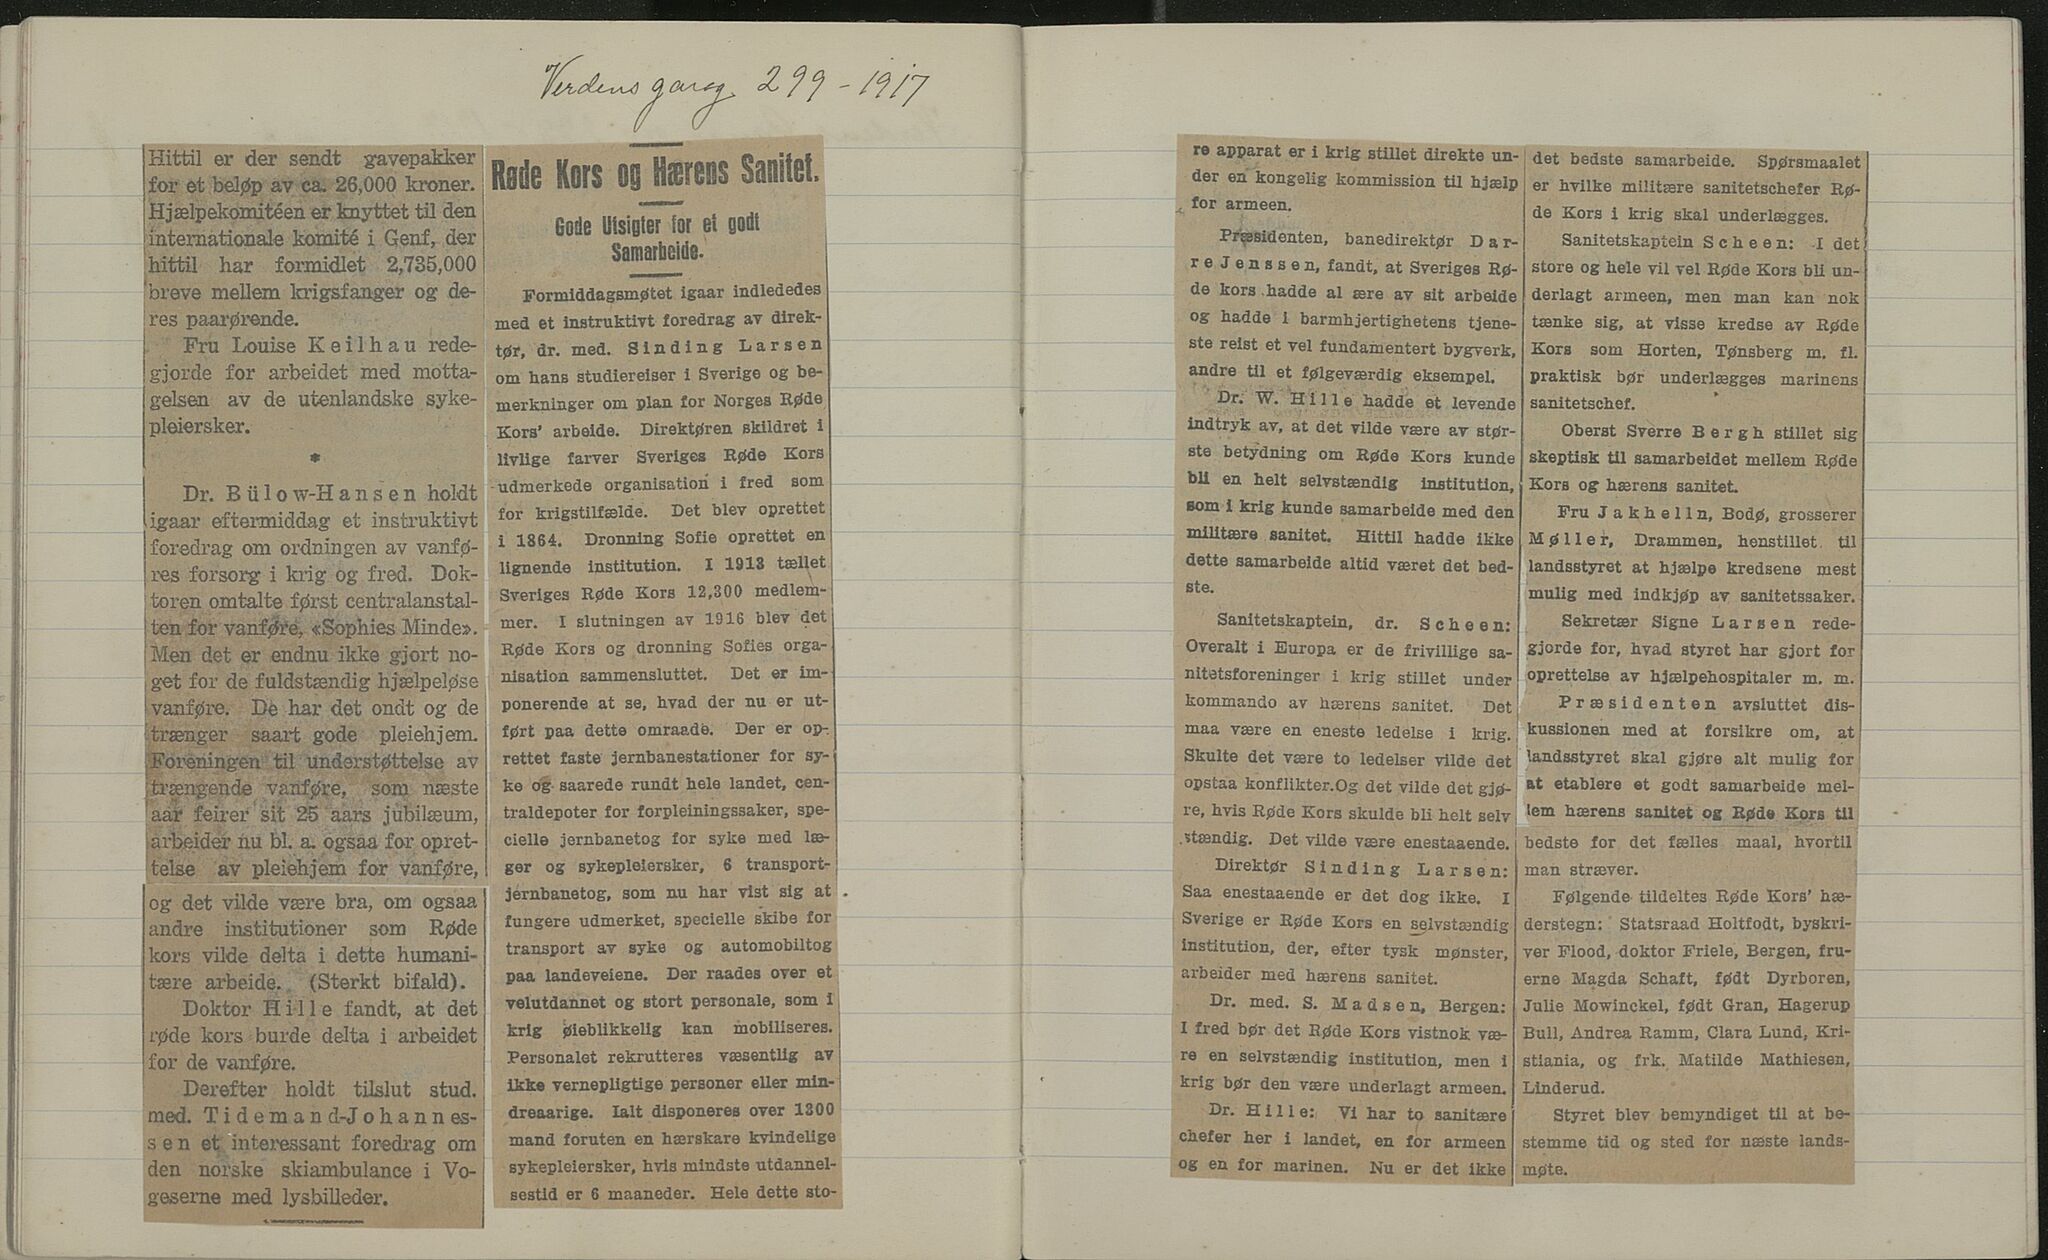 Verdens gang 299 - 1917
Hittil er der sendt gavepakker
for et beløp av ca. 26,000 kroner.
Hjælpekomitéen er knyttet til den
internationale komité i Genf, der
hittil har formidlet 2,735,000
breve mellem krigsfanger og de-
res paarørende.
Fru Louise Keilhau rede-
gjorde for arbeidet med motta-
gelsen av de utenlandske syke-
pleiersker.
*
Dr. Bülow-Hansen holdt
igaar eftermiddag et instruktivt
foredrag om ordningen av vanfø-
res forsorg i krig og fred. Dok-
toren omtalte først centralanstal-
ten for vanføre, «Sophies Minde».
Men det er endnu ikke gjort no-
get for de fuldstændig hjælpeløse
vanføre. De har det ondt og de
trænger saart gode pleiehjem.
Foreningen til understøttelse av
trængende vanføre, som næste
aar feirer sit 25 aars jubilæum,
arbeider nu bl. a. ogsaa for opret-
telse av pleiehjem for vanføre,
og det vilde være bra, om ogsaa
andre institutioner som Røde
kors vilde delta i dette humani-
tære arbeide. (Sterkt bifald).
Doktor Hille fandt, at det
røde kors burde delta i arbeidet
for de vanføre.
Derefter holdt tilslut stud.
med. Tidemand-Johannes-
sen et interessant foredrag om
den norske skiambulance i Vo-
geserne med lysbilleder.
Røde Kors og Hærens Sanitet.
Gode Utsigter for et godt
Samarbeide.
Formiddagsmøtet igaar indlededes
med et instruktivt foredrag av direk-
tør, dr. med. Sinding Larsen
om hans studiereiser i Sverige og be-
merkninger om plan for Norges Røde
Kors' arbeide. Direktøren skildret i
livlige farver Sveriges Røde Kors
udmerkede organisation i fred som
for krigstilfælde. Det blev oprettet
i 1864. Dronning Sofie oprettet en
lignende institution. I 1913 tællet
Sveriges Røde Kors 12,300 medlem-
mer. I slutningen av 1916 blev det
Røde Kors og dronning Sofies orga-
nisation sammensluttet. Det er im-
ponerende at se, hvad der nu er ut-
ført paa dette omraade. Der er op-
rettet faste jernbanestationer for sy-
ke og saarede rundt hele landet, cen-
traldepoter for forpleiningssaker, spe-
cielle jernbanetog for syke med læ-
ger og sykepleiersker, 6 transport-
jernbanetog, som nu har vist sig at
fungere udmerket, specielle skibe for
transport av syke og automobiltog
paa landeveiene. Der raades over et
velutdannet og stort personale, som i
krig øieblikkelig kan mobiliseres.
Personalet rekrutteres væsentlig av
ikke vernepligtige personer eller min-
dreaarige. Ialt disponeres over 1300
mand foruten en hærskare kvindelige
sykepleiersker, hvis mindste utdannel-
sestid er 6 maaneder. Hele dette sto-
re apparat er i krig stillet direkte un-
der en kongelig kommission til hjælp
for armeen.
Præsidenten, banedirektør Dar-
re Jenssen, fandt, at Sveriges Rø-
de kors hadde al ære av sit arbeide
og hadde i barmhjertighetens tjene-
ste reist et vel fundamentert bygverk,
andre til et følgeværdig eksempel.
Dr. W. Hille hadde et levende
indtryk av, at det vilde være av stør-
ste betydning om Røde Kors kunde
bli en helt selvstændig institution,
som i krig kunde samarbeide med den
militære sanitet. Hittil hadde ikke
dette samarbeide altid været det bed-
ste.
Sanitetskaptein, dr. Scheen:
Overalt i Europa er de frivillige sa-
nitetsforeninger i krig stillet under
kommando av hærens sanitet. Det
maa være en eneste ledelse i krig.
Skulte det være to ledelser vilde det
opstaa konflikter.Og det vilde det gjø-
re, hvis Røde Kors skulde bli helt selv
stændig. Det vilde være enestaaende.
Direktør Sinding Larsen:
Saa enestaaende er det dog ikke. I
Sverige er Røde Kors en selvstændig
institution, der, efter tysk mønster,
arbeider med hærens sanitet.
Dr. med. S. Madsen, Bergen:
I fred bør det Røde Kors vistnok væ-
re en selvstændig institution, men i
krig bør den være underlagt armeen.
Dr. Hille: Vi har to sanitære
chefer her i landet, en for armeen
og en for marinen. Nu er det ikke
det bedste samarbeide. Spørsmaalet
er hvilke militære sanitetschefer Rø-
de Kors i krig skal underlægges.
Sanitetskaptein Scheen: I det
store og hele vil vel Røde Kors bli un-
derlagt armeen, men man kan nok
tænke sig, at visse kredse av Røde
Kors som Horten, Tønsberg m. fl.
praktisk bør underlægges marinens
sanitetschef.
Oberst Sverre Bergh stillet sig
skeptisk til samarbeidet mellem Røde
Kors og hærens sanitet.
Fru Jakhelln, Bodø, grosserer
Møller, Drammen, henstillet til
landsstyret at hjælpe kredsene mest
mulig med indkjøp av sanitetssaker.
Sekretær Signe Larsen rede-
gjorde for, hvad styret har gjort for
oprettelse av hjælpehospitaler m. m.
Præsidenten avsluttet dis-
kussionen med at forsikre om, at
landsstyret skal gjøre alt mulig for
at etablere et godt samarbeide mel-
lem hærens sanitet og Røde Kors til
bedste for det fælles maal, hvortil
man stræver.
Følgende tildeltes Røde Kors' hæ-
derstegn: Statsraad Holtfodt, byskri-
ver Flood, doktor Friele, Bergen, fru-
erne Magda Schaft, født Dyrboren,
Julie Mowinckel, født Gran, Hagerup
Bull, Andrea Ramm, Clara Lund, Kri-
stiania, og frk. Matilde Mathiesen,
Linderud.
Styret blev bemyndiget til at be-
stemme tid og sted for næste lands-
møte.